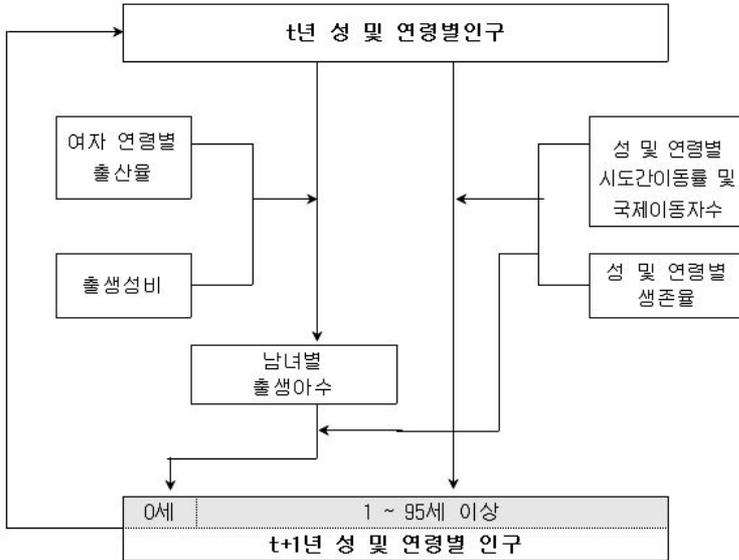 t년 성 및 연령별인구
여자 연령별
출산율
성 및 연령별
시도간이동률 및
국제이동자수
출생성비
성 및 연령별
생존율
남녀별
출생아수
0세
1 ~ 95세 이상
t+1년 성 및 연령별 인구